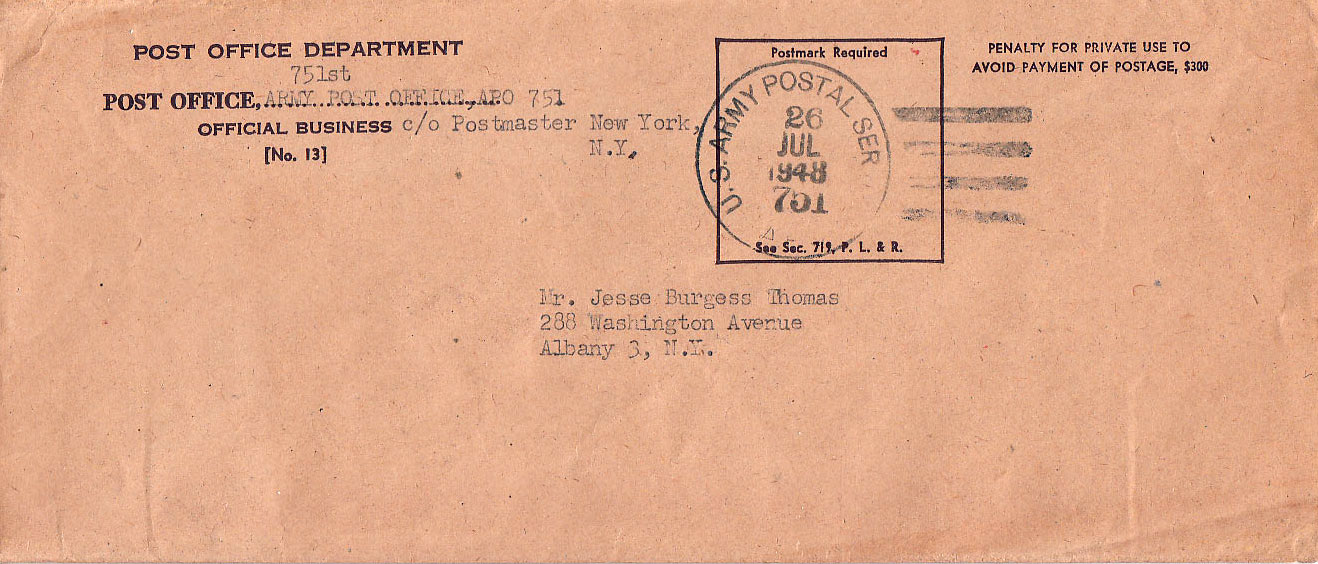 POST OFFICE DEPARTMENT
751st
POST OFFICE, ARMY POST OFFICE, APO 751
OFFICIAL BUSINESS c/o Postmaster New York,
[No. 13] N.Y.
Postmark Required
U.S. ARMY POSTAL SER
26
JUL
1948
751
See Sec. 719, P. L. & R.
PENALTY FOR PRIVATE USE TO
AVOID PAYMENT OF POSTAGE, $300
Mr. Jesse Burgess Thomas
288 Washington Avenue
Albany 3, N.Y.